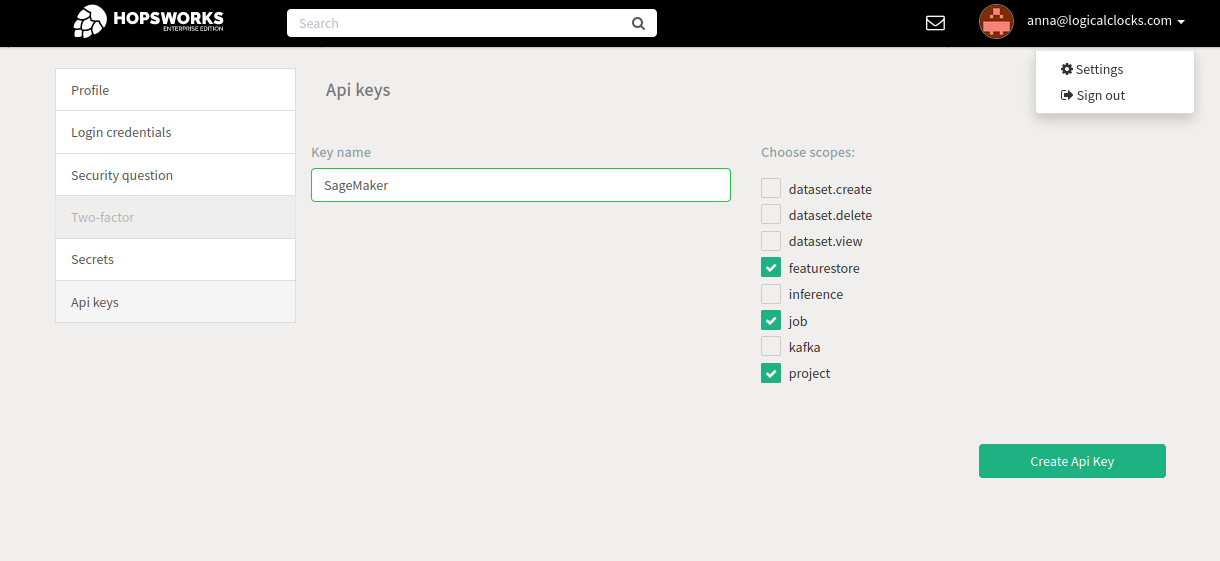 HOPSWORKS
ENTERPRISE EDITION
Search
anna@logicalclocks.com
Settings
Sign out
Profile
Login credentials
Security question
Two-factor
Secrets
Api keys
Api keys
Key name
SageMaker
Choose scopes:
dataset.create
dataset.delete
dataset.view
featurestore
inference
job
kafka
project
Create Api Key